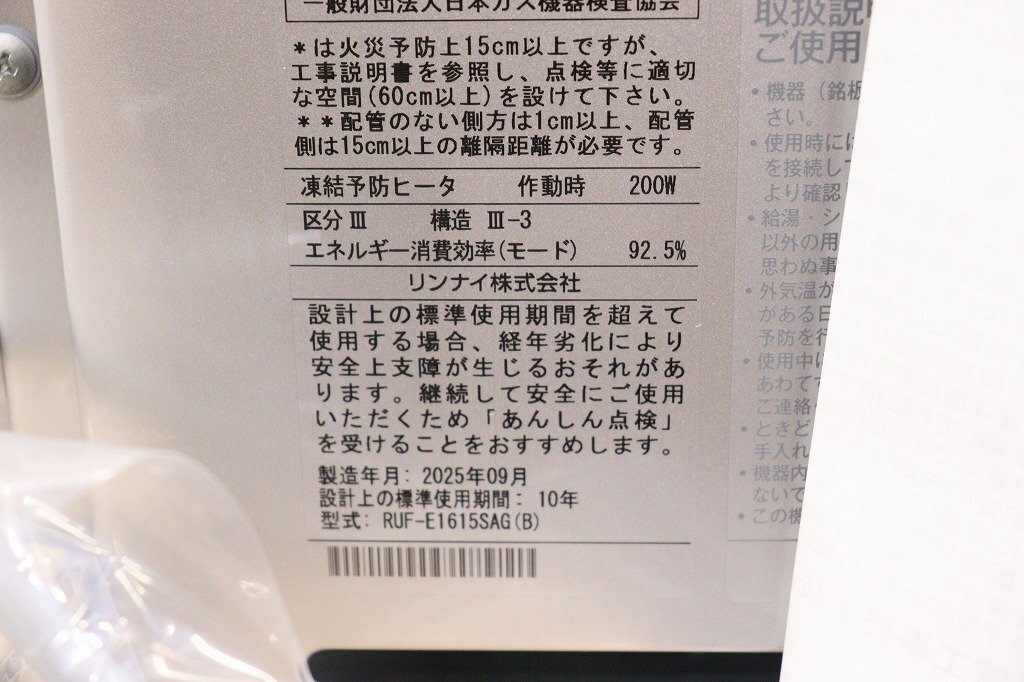 一般財団法人日本ガス機器検査協会
*は火災予防上15cm以上ですが、
工事説明書を参照し、点検等に適切
な空間(60cm以上)を設けて下さい。
**配管のない側方は1cm以上、配管
側は15cm以上の離隔距離が必要です。
凍結予防ヒータ 作動時 200W
区分Ⅲ 構造 Ⅲ-3
エネルギー消費効率(モード) 92.5%
リンナイ株式会社
設計上の標準使用期間を超えて
使用する場合、経年劣化により
安全上支障が生じるおそれがあ
ります。継続して安全にご使用
いただくため「あんしん点検」
を受けることをおすすめします。
製造年月: 2025年09月
設計上の標準使用期間: 10年
型式: RUF-E1615SAG(B)
取扱説
ご使用
・機器（銘板
さい。
・使用時には
を接続し
より確認
・給湯・シ
以外の用
思わぬ事
・外気温が
がある日
予防を行
・使用中
あわてず
ご連絡
・ときど
手入れ
・機器内
ないで
・この機